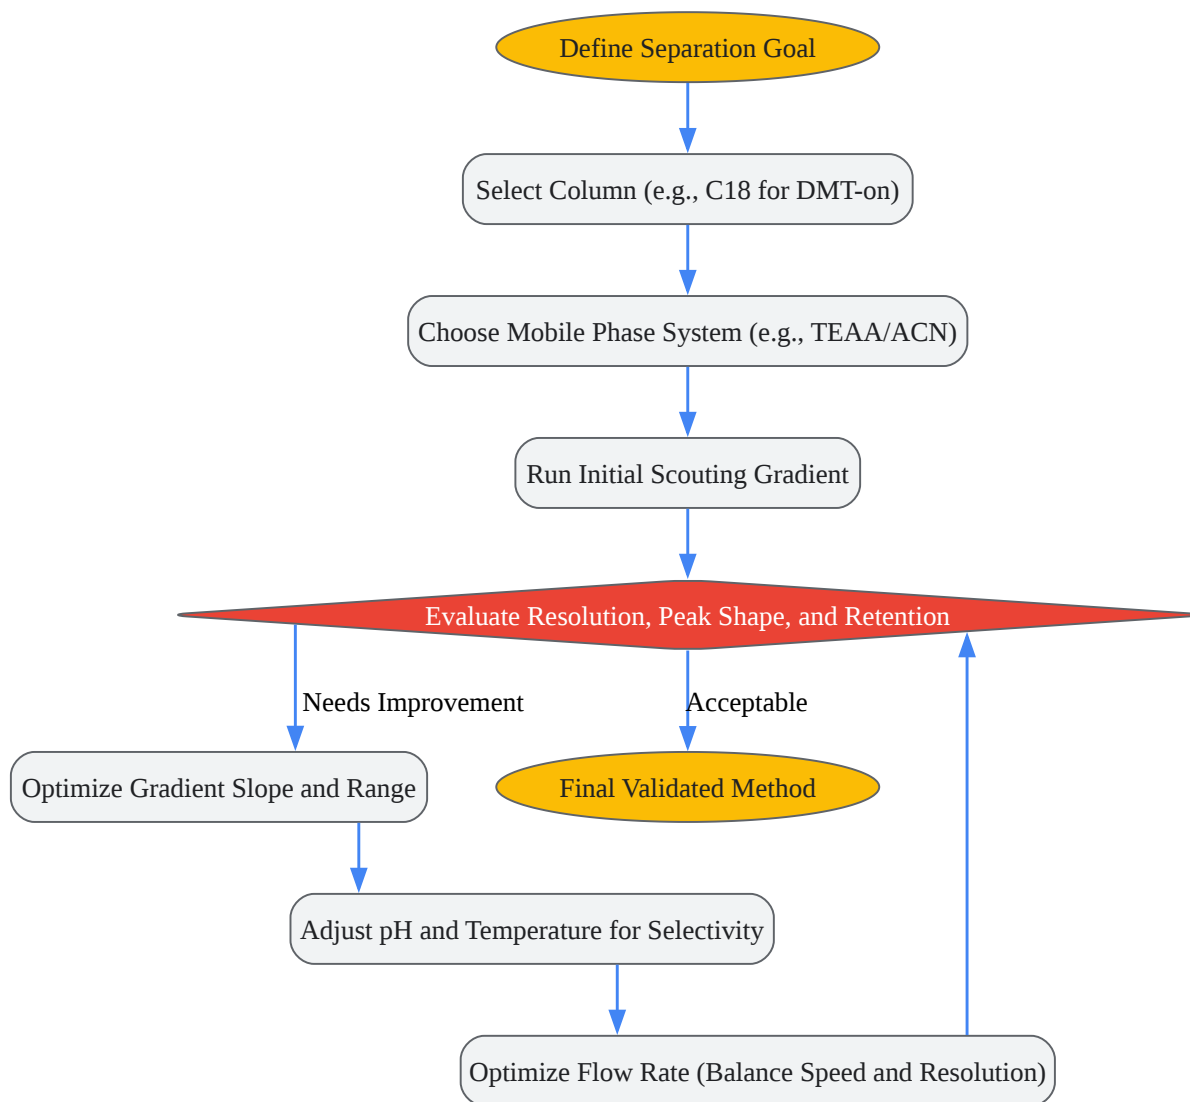 Define Separation Goal
Select Column (e.g., C18 for DMT-on)
Choose Mobile Phase System (e.g., TEAA/ACN)
Run Initial Scouting Gradient
Evaluate Resolution, Peak Shape, and Retention
Needs Improvement
Acceptable
Optimize Gradient Slope and Range
Final Validated Method
Adjust pH and Temperature for Selectivity
Optimize Flow Rate (Balance Speed and Resolution)